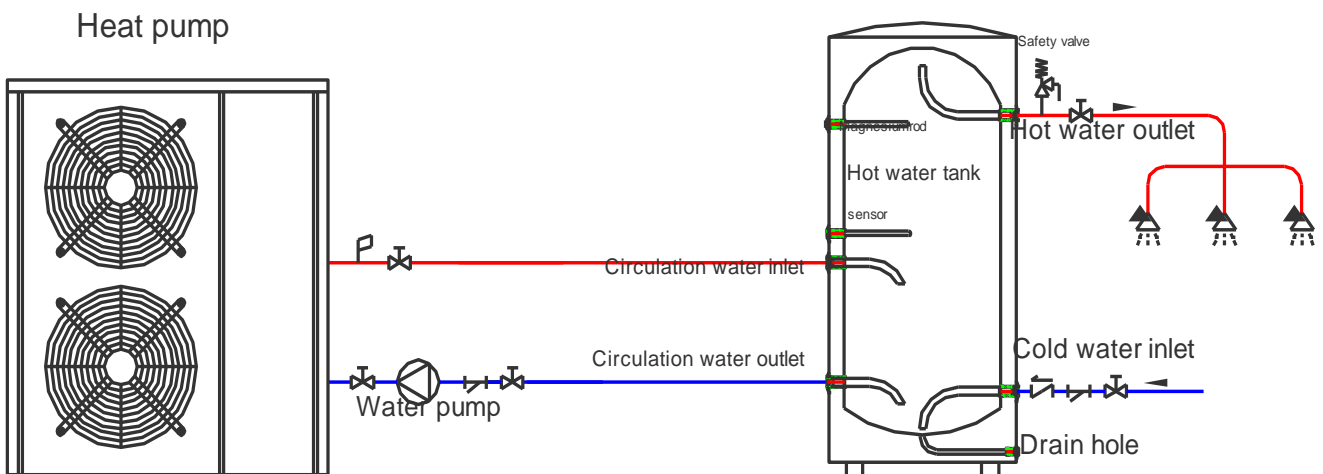 Heat pump
Safety valve
Hot water outlet
Magnesiumrod
Hot water tank
sensor
Circulation water inlet
Circulation water outlet
Cold water inlet
Water pump
Drain hole